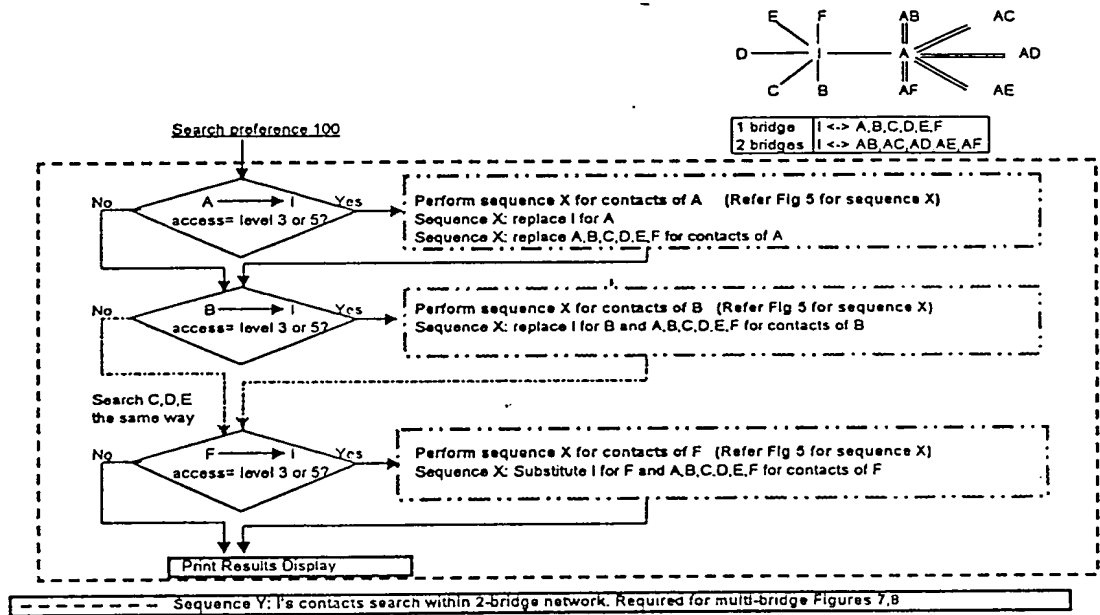 E F AB AC
D I A AD
C B AF AE
1 bridge I <-> A,B,C,D,E,F
2 bridges I <-> AB,AC,AD,AE,AF
Search preference 100
No A I Yes
access= level 3 or 5?
Perform sequence X for contacts of A (Refer Fig 5 for sequence X)
Sequence X: replace I for A
Sequence X: replace A,B,C,D,E,F for contacts of A
No B I Yes
access= level 3 or 5?
Perform sequence X for contacts of B (Refer Fig 5 for sequence X)
Sequence X: replace I for B and A,B,C,D,E,F for contacts of B
Search C,D,E
the same way
No F I Yes
access= level 3 or 5?
Perform sequence X for contacts of F (Refer Fig 5 for sequence X)
Sequence X: Substitute I for F and A,B,C,D,E,F for contacts of F
Print Results Display
Sequence Y: I's contacts search within 2-bridge network. Required for multi-bridge Figures 7,8